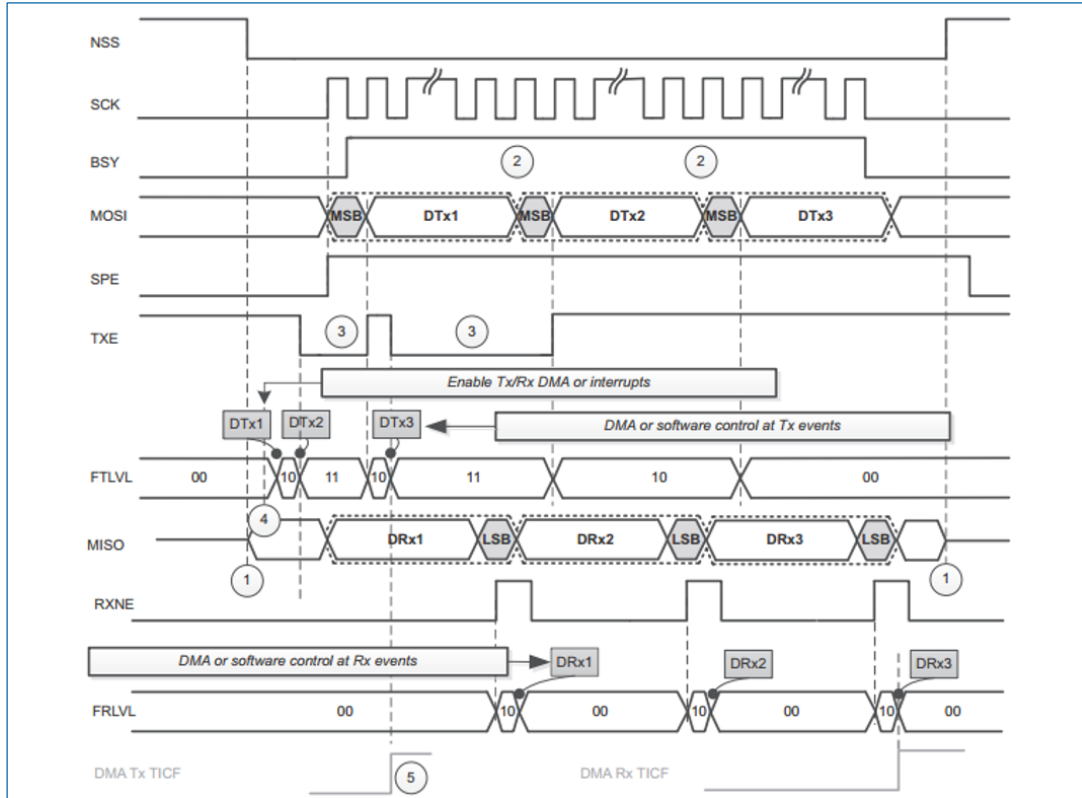 NSS
SCK
BSY
2 2
MOSI
MSB DTx1 MSB DTx2 MSB DTx3
SPE
TXE
3 3
Enable Tx/Rx DMA or interrupts
DTx1 DTx2 DTx3
DMA or software control at Tx events
FTLVL
00 10 11 10 11 10 00
4
MISO
DRx1 LSB DRx2 LSB DRx3 LSB
1 1
RXNE
DMA or software control at Rx events
DRx1 DRx2 DRx3
FRLVL
00 10 00 10 00 10 00
DMA Tx TICF
5
DMA Rx TICF